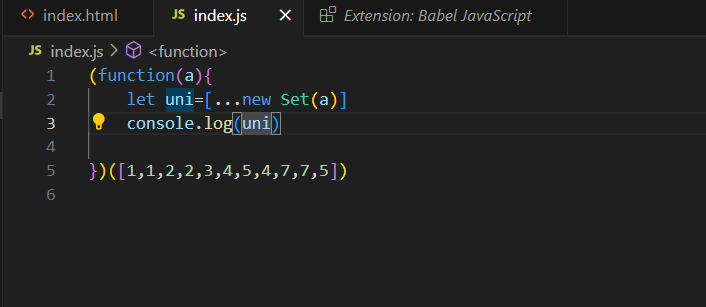 <> index.html
JS index.js ×
Extension: Babel JavaScript
JS index.js > <function>
1 (function(a){
2     let uni=[...new Set(a)]
3     console.log(uni)
4
5 })([1,1,2,2,3,4,5,4,7,7,5])
6